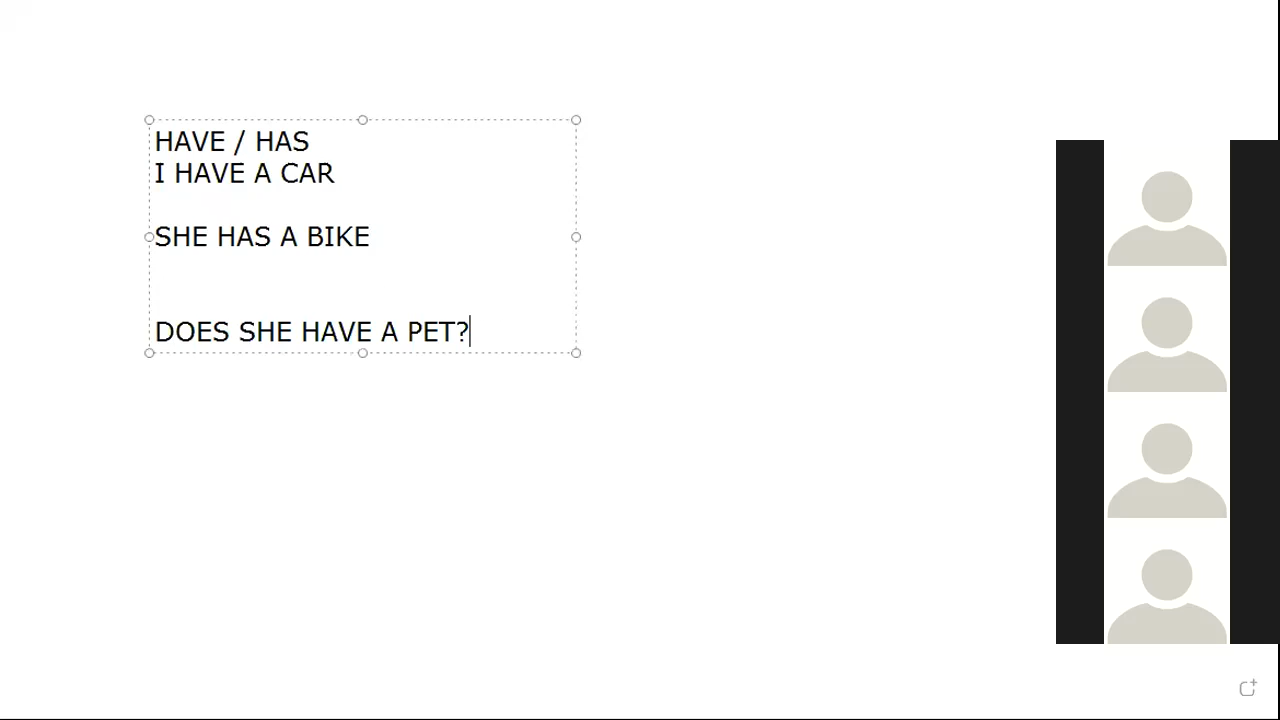 HAVE / HAS
I HAVE A CAR
SHE HAS A BIKE
DOES SHE HAVE A PET?